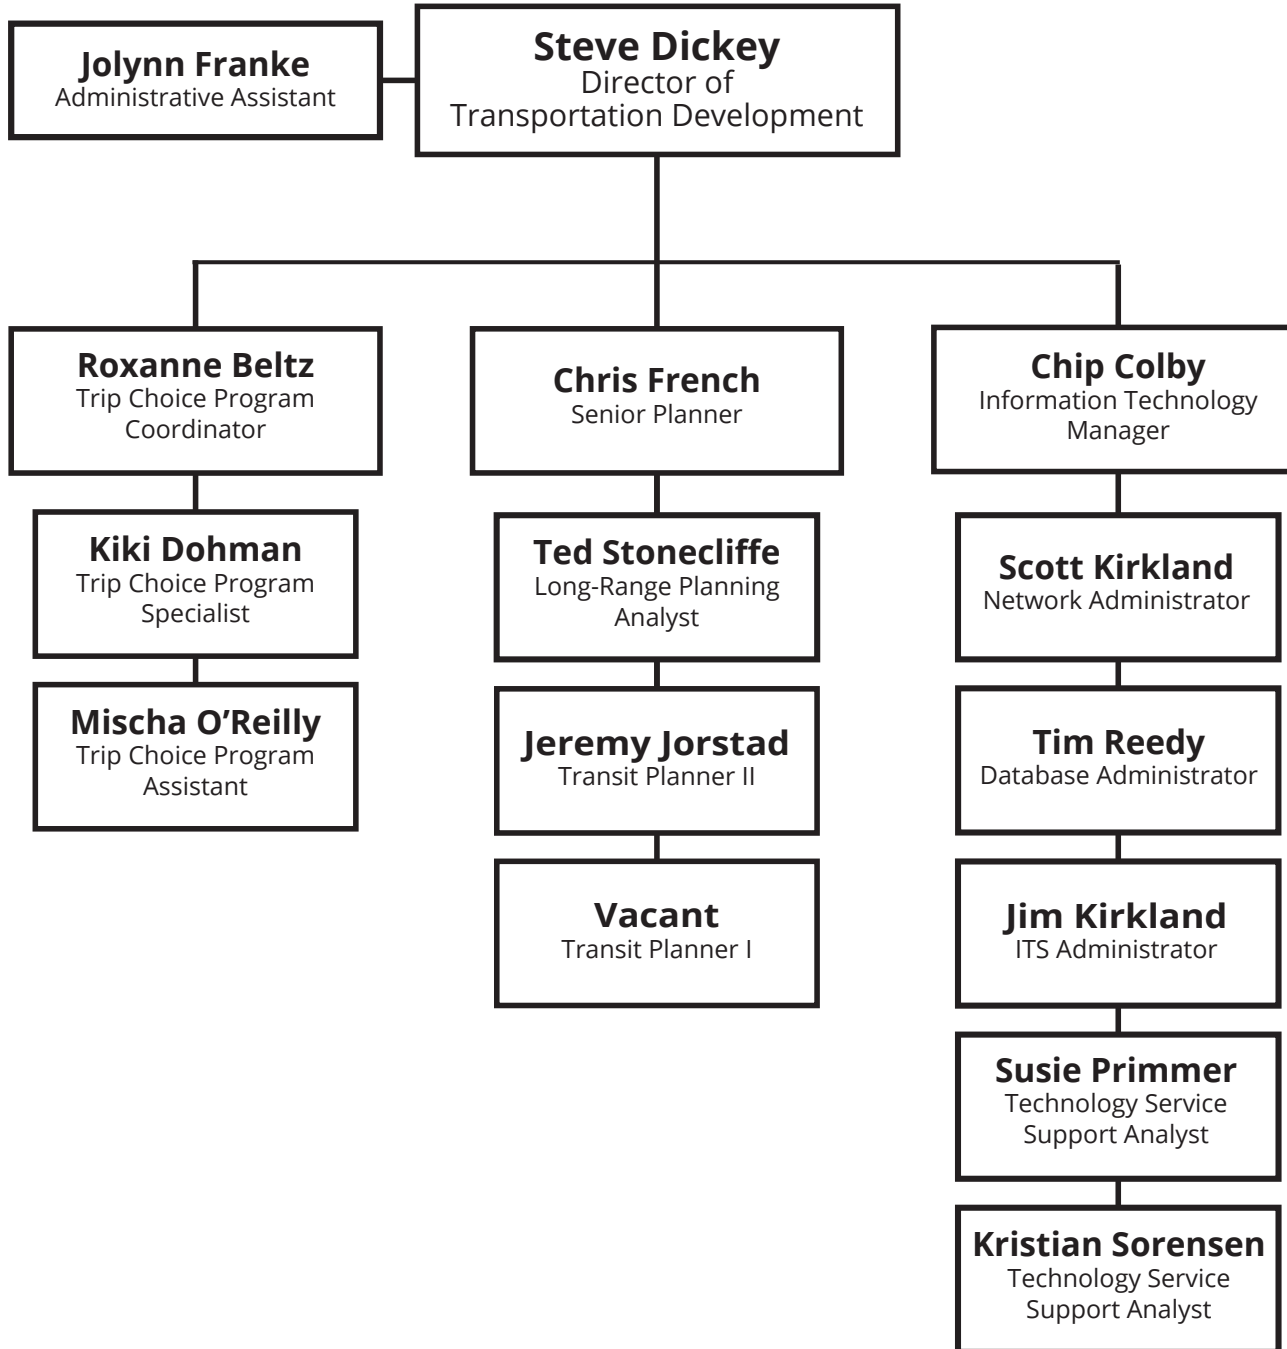 Jolynn Franke
Administrative Assistant
Steve Dickey
Director of
Transportation Development
Roxanne Beltz
Trip Choice Program
Coordinator
Kiki Dohman
Trip Choice Program
Specialist
Mischa O’Reilly
Trip Choice Program
Assistant
Chris French
Senior Planner
Ted Stonecliffe
Long-Range Planning
Analyst
Jeremy Jorstad
Transit Planner II
Vacant
Transit Planner I
Chip Colby
Information Technology
Manager
Scott Kirkland
Network Administrator
Tim Reedy
Database Administrator
Jim Kirkland
ITS Administrator
Susie Primmer
Technology Service
Support Analyst
Kristian Sorensen
Technology Service
Support Analyst